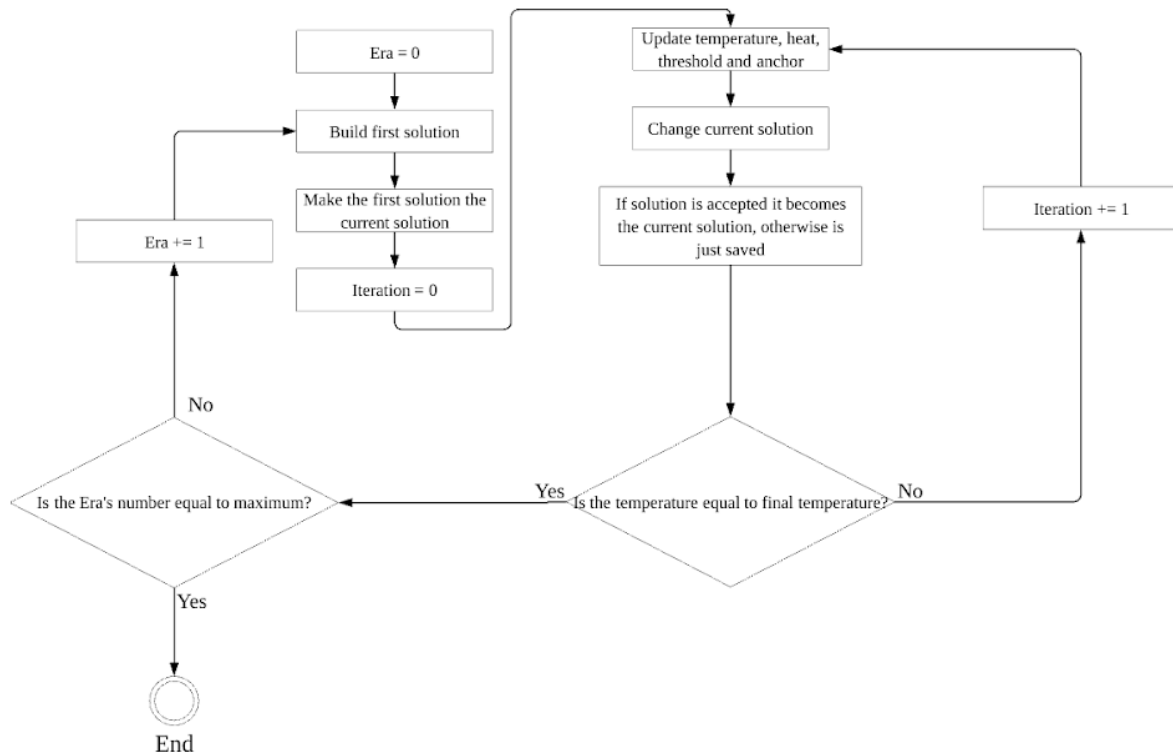 Era = 0
Build first solution
Make the first solution the
current solution
Iteration = 0
Era += 1
Update temperature, heat,
threshold and anchor
Change current solution
If solution is accepted it becomes
the current solution, otherwise is
just saved
Iteration += 1
Is the temperature equal to final temperature?
No
Yes
Is the Era's number equal to maximum?
No
Yes
End